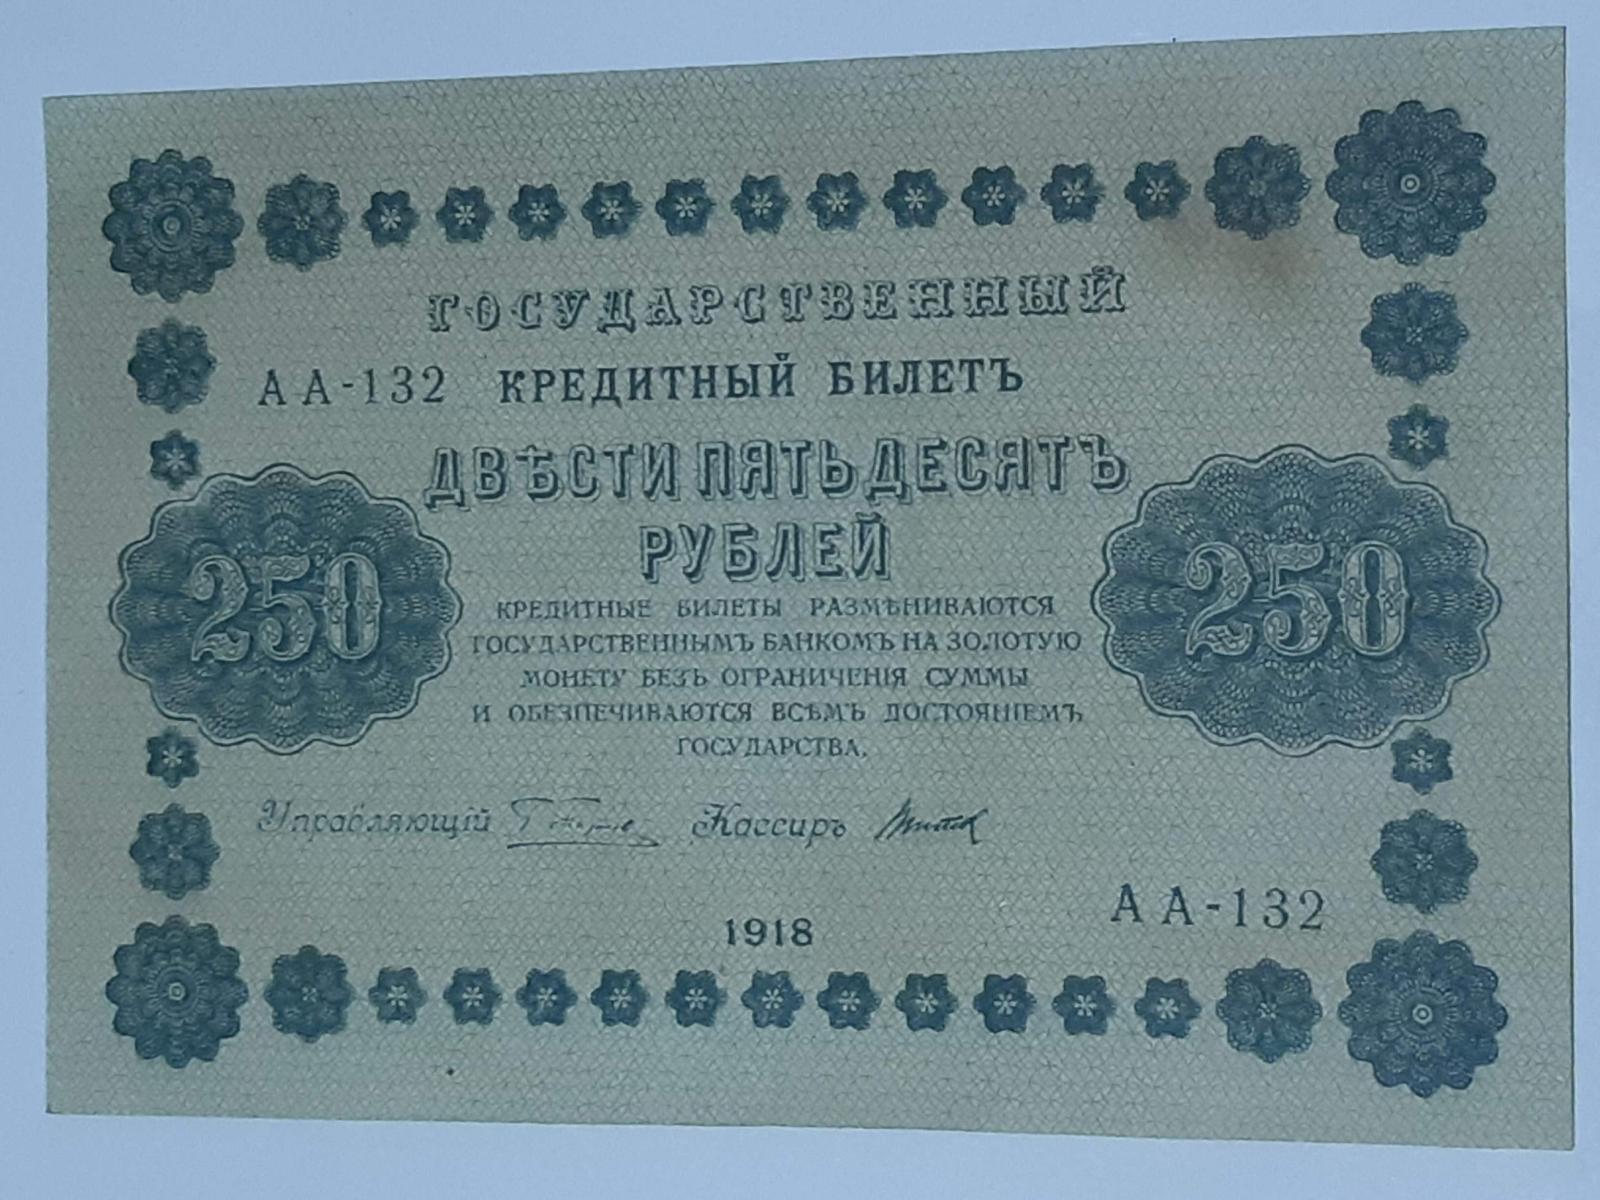 ГОСУДАРСТВЕННЫЙ
АА-132 КРЕДИТНЫЙ БИЛЕТЪ
ДВѢСТИ ПЯТЬДЕСЯТЪ
РУБЛЕЙ
250
250
КРЕДИТНЫЕ БИЛЕТЫ РАЗМѢНИВАЮТСЯ
ГОСУДАРСТВЕННЫМЪ БАНКОМЪ НА ЗОЛОТУЮ
МОНЕТУ БЕЗЪ ОГРАНИЧЕНІЯ СУММЫ
И ОБЕЗПЕЧИВАЮТСЯ ВСѢМЪ ДОСТОЯНІЕМЪ
ГОСУДАРСТВА.
Управляющій Кассиръ
АА-132
1918